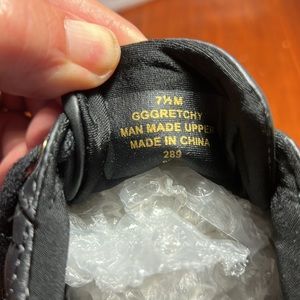 7½M
GGGRETCHY
MAN MADE UPPER
MADE IN CHINA
289